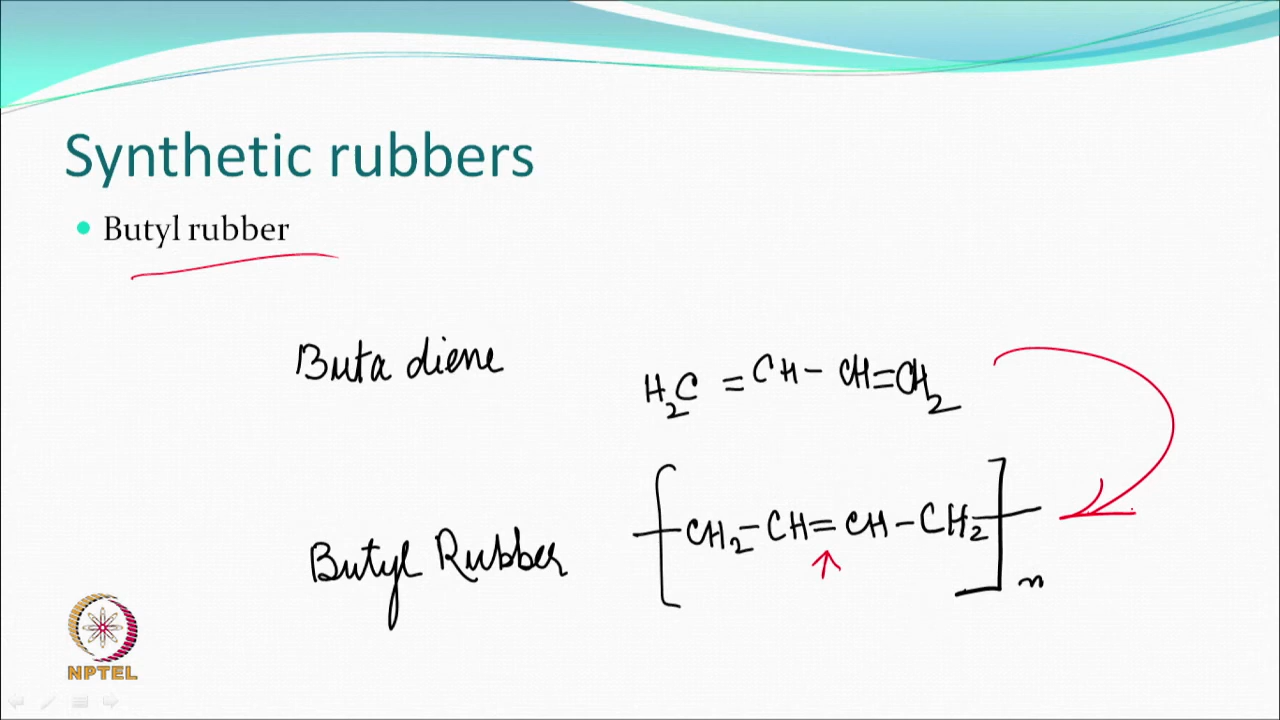 Synthetic rubbers
Butyl rubber
Buta diene
H₂C = CH - CH = CH₂
Butyl Rubber
[CH₂ - CH = CH - CH₂]n
NPTEL